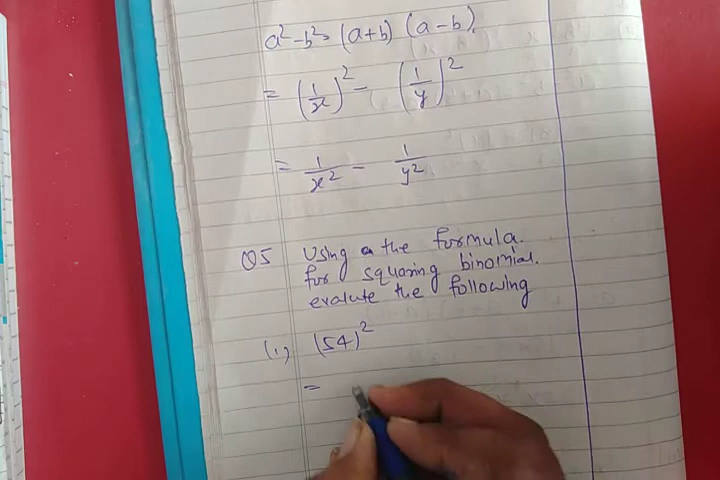 a²-b²= (a+b) (a-b).
= (1/x)² - (1/y)²
= 1/x² - 1/y²
Q5 Using a the formula.
for squaring binomial.
evalute the following
(1) (54)²
=